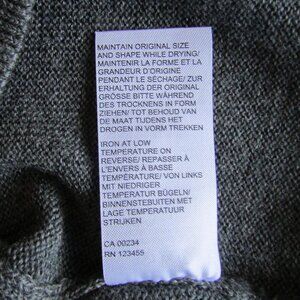 MAINTAIN ORIGINAL SIZE
AND SHAPE WHILE DRYING/
MAINTENIR LA FORME ET LA
GRANDEUR D'ORIGINE
PENDANT LE SÉCHAGE/ ZUR
ERHALTUNG DER ORIGINAL
GRÖSSE BITTE WÄHREND
DES TROCKNENS IN FORM
ZIEHEN/ TOT BEHOUD VAN
DE MAAT TIJDENS HET
DROGEN IN VORM TREKKEN
IRON AT LOW
TEMPERATURE ON
REVERSE/ REPASSER À
L'ENVERS À BASSE
TEMPÉRATURE/ VON LINKS
MIT NIEDRIGER
TEMPERATUR BÜGELN/
BINNENSTEBUITEN MET
LAGE TEMPERATUUR
STRIJKEN
CA 00234
RN 123455